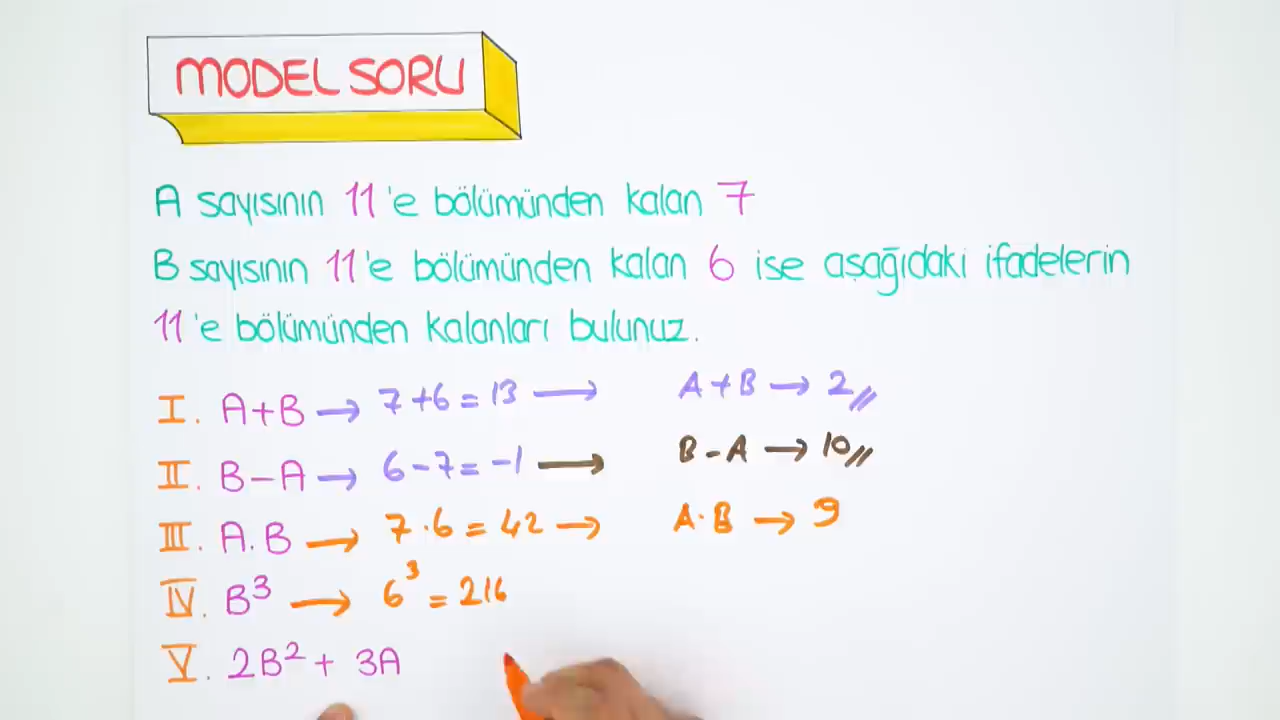 MODEL SORU
A sayısının 11'e bölümünden kalan 7
B sayısının 11'e bölümünden kalan 6 ise aşağıdaki ifadelerin
11'e bölümünden kalanları bulunuz.
I. A+B → 7+6=13 → A+B → 2//
II. B-A → 6-7=-1 → B-A → 10//
III. A.B → 7.6=42 → A.B → 9
IV. B³ → 6³=216
V. 2B²+3A